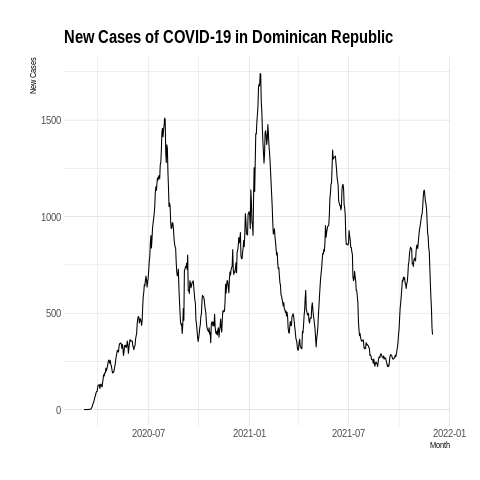 New Cases of COVID-19 in Dominican Republic
New Cases
1500
1000
500
0
2020-07
2021-01
2021-07
2022-01
Month